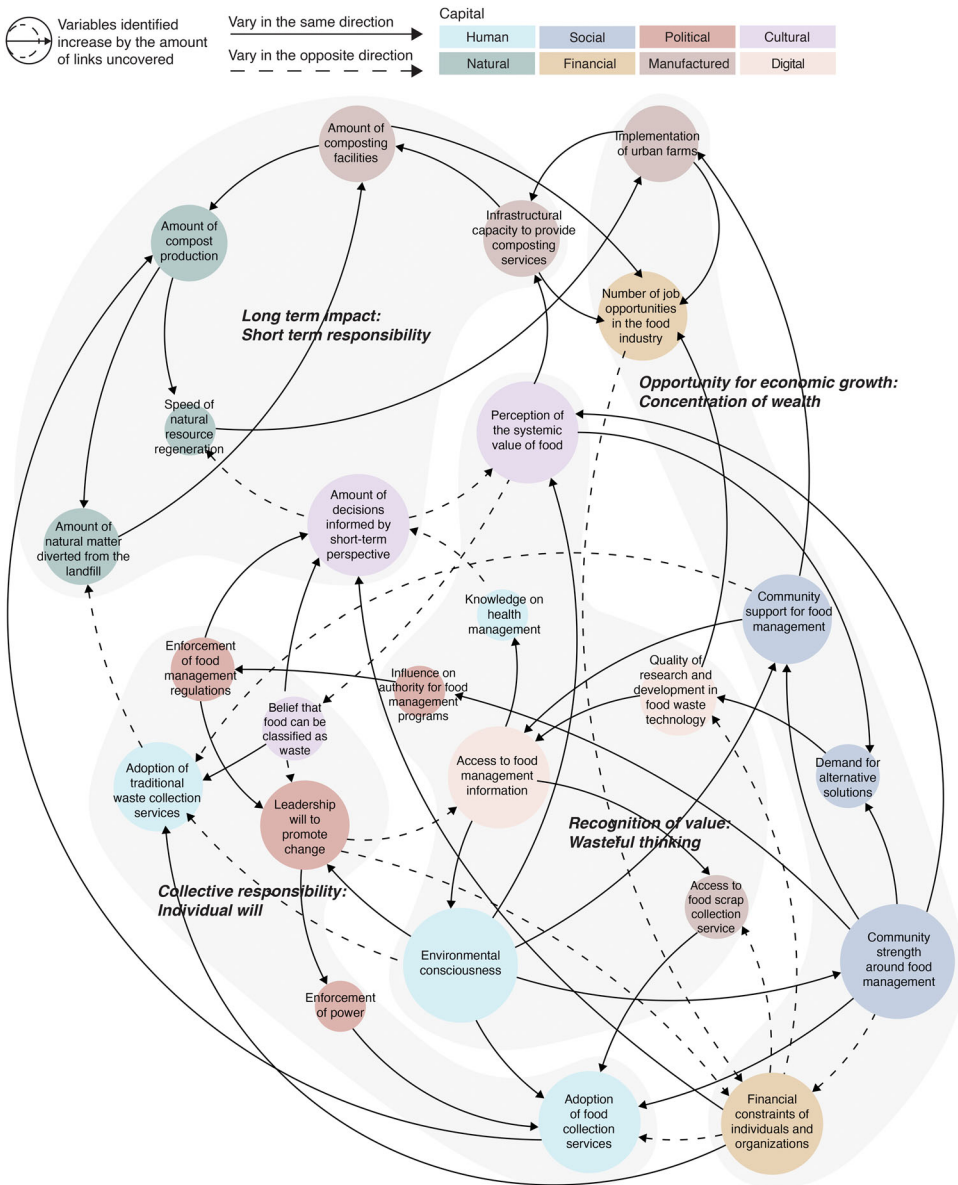 Variables identified
increase by the amount
of links uncovered
Vary in the same direction
Vary in the opposite direction
Capital
Human
Social
Political
Cultural
Natural
Financial
Manufactured
Digital
Amount of
composting
facilities
Implementation
of urban farms
Amount of
compost
production
Infrastructural
capacity to provide
composting
services
Number of job
opportunities
in the food
industry
Long term impact:
Short term responsibility
Opportunity for economic growth:
Concentration of wealth
Speed of
natural
resource
regeneration
Perception of
the systemic
value of food
Amount of
decisions
informed by
short-term
perspective
Amount of
natural matter
diverted from the
landfill
Knowledge on
health
management
Community
support for food
management
Enforcement
of food
management
regulations
Influence on
authority for food
management
programs
Quality of
research and
development in
food waste
technology
Belief that
food can be
classified as
waste
Adoption of
traditional
waste collection
services
Access to food
management
information
Demand for
alternative
solutions
Leadership
will to
promote
change
Recognition of value:
Wasteful thinking
Collective responsibility:
Individual will
Access to
food scrap
collection
service
Environmental
consciousness
Community
strength
around food
management
Enforcement
of power
Adoption
of food
collection
services
Financial
constraints of
individuals and
organizations